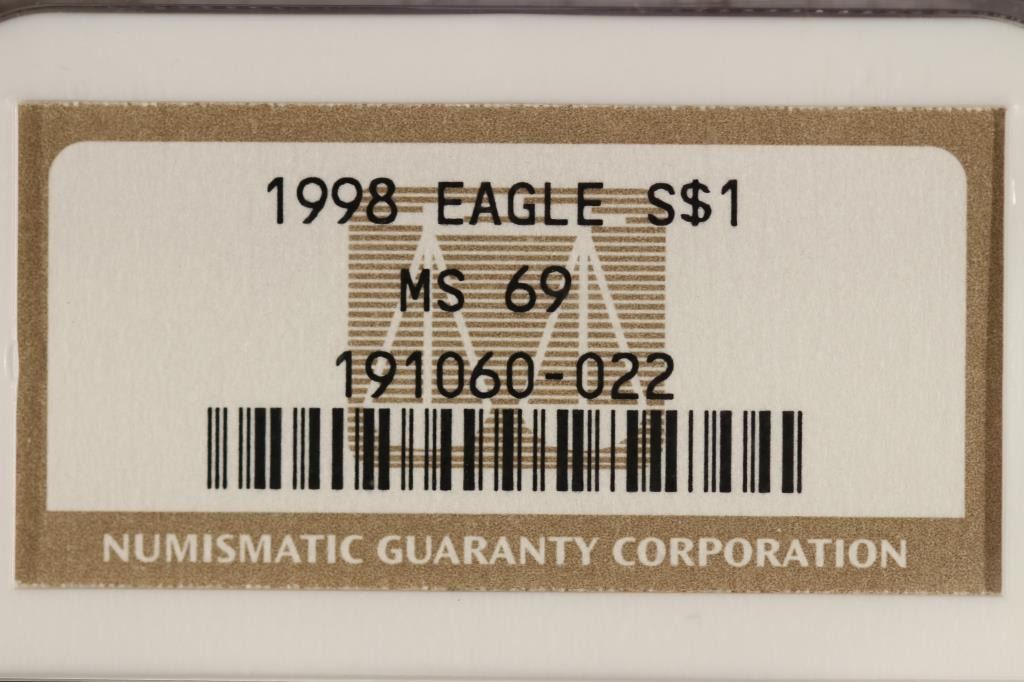 1998 EAGLE S$1
MS 69
191060-022
NUMISMATIC GUARANTY CORPORATION